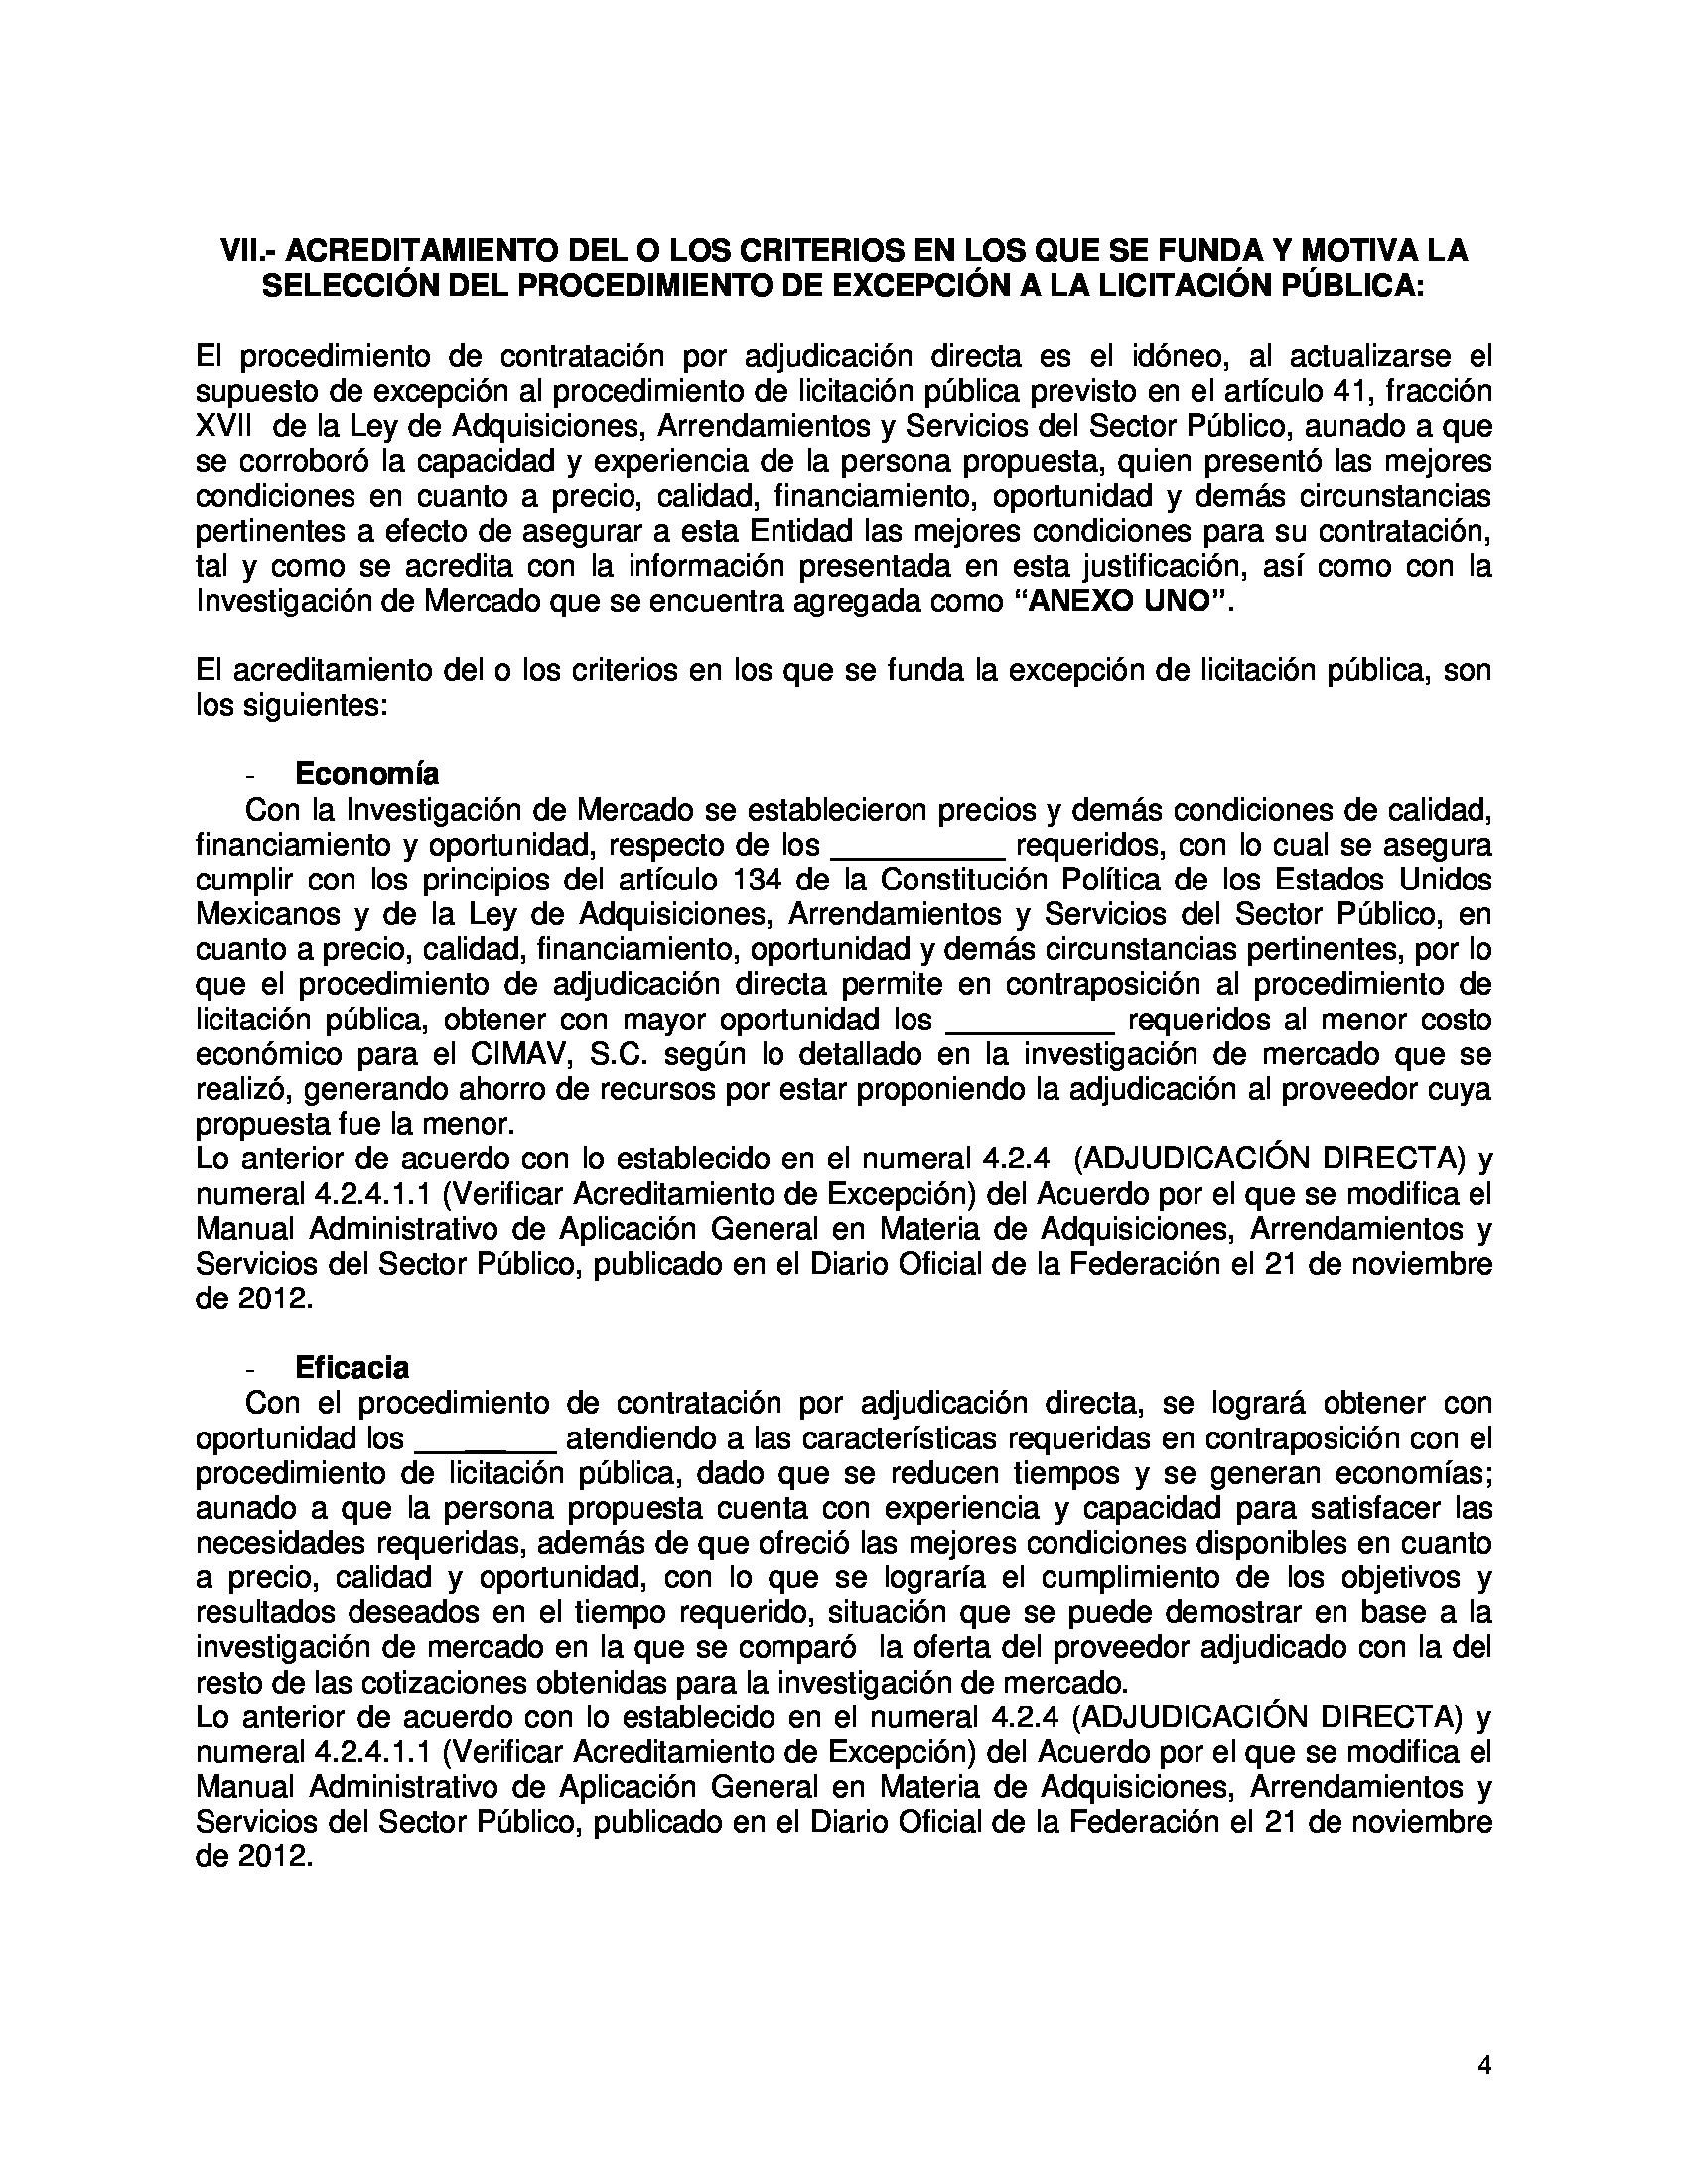 VII.- ACREDITAMIENTO DEL O LOS CRITERIOS EN LOS QUE SE FUNDA Y MOTIVA LA
SELECCIÓN DEL PROCEDIMIENTO DE EXCEPCIÓN A LA LICITACIÓN PÚBLICA:
El procedimiento de contratación por adjudicación directa es el idóneo, al actualizarse el
supuesto de excepción al procedimiento de licitación pública previsto en el artículo 41, fracción
XVII  de la Ley de Adquisiciones, Arrendamientos y Servicios del Sector Público, aunado a que
se corroboró la capacidad y experiencia de la persona propuesta, quien presentó las mejores
condiciones en cuanto a precio, calidad, financiamiento, oportunidad y demás circunstancias
pertinentes a efecto de asegurar a esta Entidad las mejores condiciones para su contratación,
tal y como se acredita con la información presentada en esta justificación, así como con la
Investigación de Mercado que se encuentra agregada como “ANEXO UNO”.
El acreditamiento del o los criterios en los que se funda la excepción de licitación pública, son
los siguientes:
- Economía
Con la Investigación de Mercado se establecieron precios y demás condiciones de calidad,
financiamiento y oportunidad, respecto de los __________ requeridos, con lo cual se asegura
cumplir con los principios del artículo 134 de la Constitución Política de los Estados Unidos
Mexicanos y de la Ley de Adquisiciones, Arrendamientos y Servicios del Sector Público, en
cuanto a precio, calidad, financiamiento, oportunidad y demás circunstancias pertinentes, por lo
que el procedimiento de adjudicación directa permite en contraposición al procedimiento de
licitación pública, obtener con mayor oportunidad los __________ requeridos al menor costo
económico para el CIMAV, S.C. según lo detallado en la investigación de mercado que se
realizó, generando ahorro de recursos por estar proponiendo la adjudicación al proveedor cuya
propuesta fue la menor.
Lo anterior de acuerdo con lo establecido en el numeral 4.2.4  (ADJUDICACIÓN DIRECTA) y
numeral 4.2.4.1.1 (Verificar Acreditamiento de Excepción) del Acuerdo por el que se modifica el
Manual Administrativo de Aplicación General en Materia de Adquisiciones, Arrendamientos y
Servicios del Sector Público, publicado en el Diario Oficial de la Federación el 21 de noviembre
de 2012.
- Eficacia
Con el procedimiento de contratación por adjudicación directa, se logrará obtener con
oportunidad los ________ atendiendo a las características requeridas en contraposición con el
procedimiento de licitación pública, dado que se reducen tiempos y se generan economías;
aunado a que la persona propuesta cuenta con experiencia y capacidad para satisfacer las
necesidades requeridas, además de que ofreció las mejores condiciones disponibles en cuanto
a precio, calidad y oportunidad, con lo que se lograría el cumplimiento de los objetivos y
resultados deseados en el tiempo requerido, situación que se puede demostrar en base a la
investigación de mercado en la que se comparó  la oferta del proveedor adjudicado con la del
resto de las cotizaciones obtenidas para la investigación de mercado.
Lo anterior de acuerdo con lo establecido en el numeral 4.2.4 (ADJUDICACIÓN DIRECTA) y
numeral 4.2.4.1.1 (Verificar Acreditamiento de Excepción) del Acuerdo por el que se modifica el
Manual Administrativo de Aplicación General en Materia de Adquisiciones, Arrendamientos y
Servicios del Sector Público, publicado en el Diario Oficial de la Federación el 21 de noviembre
de 2012.
4